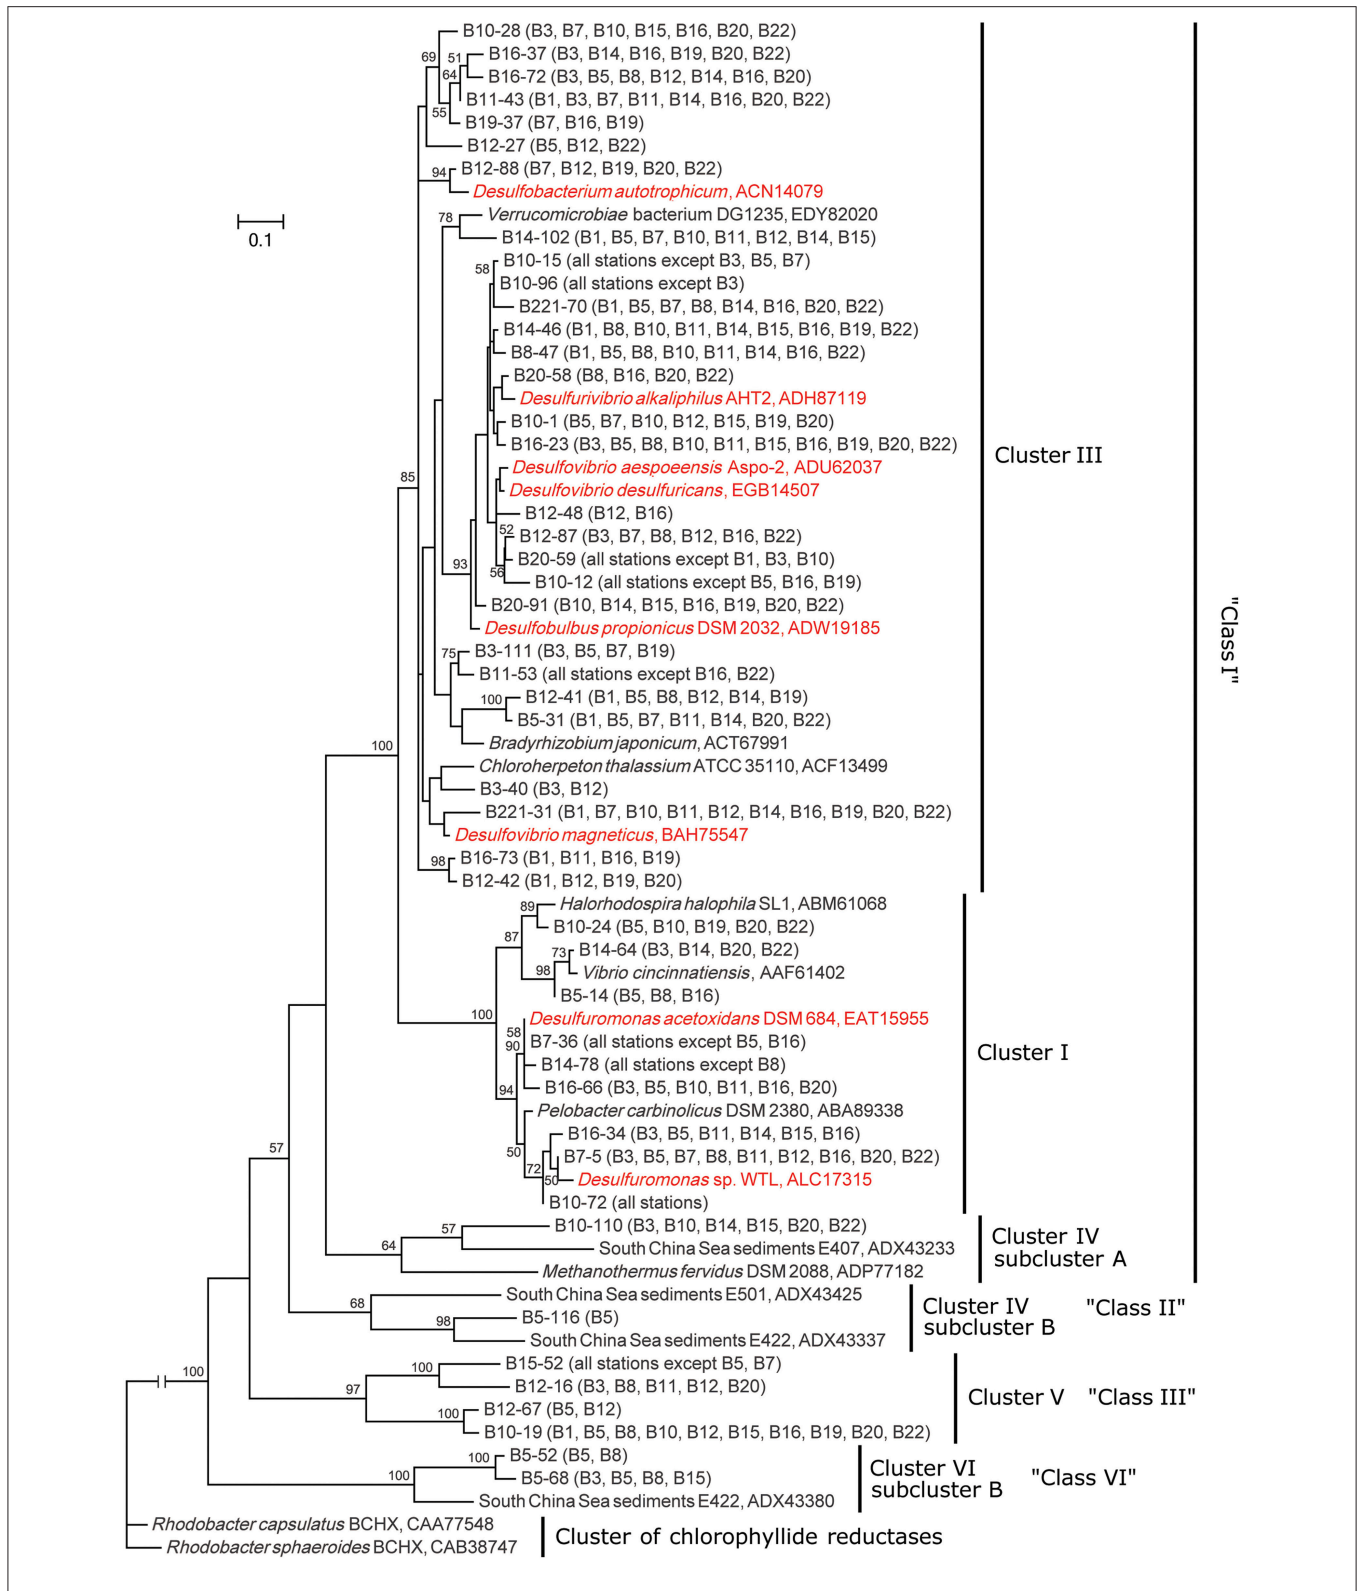 B10-28 (B3, B7, B10, B15, B16, B20, B22)
69
51
B16-37 (B3, B14, B16, B19, B20, B22)
64
B16-72 (B3, B5, B8, B12, B14, B16, B20)
B11-43 (B1, B3, B7, B11, B14, B16, B20, B22)
55
B19-37 (B7, B16, B19)
B12-27 (B5, B12, B22)
B12-88 (B7, B12, B19, B20, B22)
94
Desulfobacterium autotrophicum, ACN14079
0.1
78
Verrucomicrobiae bacterium DG1235, EDY82020
B14-102 (B1, B5, B7, B10, B11, B12, B14, B15)
58
B10-15 (all stations except B3, B5, B7)
B10-96 (all stations except B3)
B221-70 (B1, B5, B7, B8, B14, B16, B20, B22)
B14-46 (B1, B8, B10, B11, B14, B15, B16, B19, B22)
B8-47 (B1, B5, B8, B10, B11, B14, B16, B22)
B20-58 (B8, B16, B20, B22)
Desulfurivibrio alkaliphilus AHT2, ADH87119
B10-1 (B5, B7, B10, B12, B15, B19, B20)
B16-23 (B3, B5, B8, B10, B11, B15, B16, B19, B20, B22)
Cluster III
Desulfovibrio aespoeensis Aspo-2, ADU62037
85
Desulfovibrio desulfuricans, EGB14507
B12-48 (B12, B16)
52
B12-87 (B3, B7, B8, B12, B16, B22)
93
B20-59 (all stations except B1, B3, B10)
56
B10-12 (all stations except B5, B16, B19)
B20-91 (B10, B14, B15, B16, B19, B20, B22)
Desulfobulbus propionicus DSM 2032, ADW19185
"Class I"
75
B3-111 (B3, B5, B7, B19)
B11-53 (all stations except B16, B22)
100
B12-41 (B1, B5, B8, B12, B14, B19)
B5-31 (B1, B5, B7, B11, B14, B20, B22)
100
Bradyrhizobium japonicum, ACT67991
Chloroherpeton thalassium ATCC 35110, ACF13499
B3-40 (B3, B12)
B221-31 (B1, B7, B10, B11, B12, B14, B16, B19, B20, B22)
Desulfovibrio magneticus, BAH75547
98
B16-73 (B1, B11, B16, B19)
B12-42 (B1, B12, B19, B20)
89
Halorhodospira halophila SL1, ABM61068
B10-24 (B5, B10, B19, B20, B22)
87
73
B14-64 (B3, B14, B20, B22)
98
Vibrio cincinnatiensis, AAF61402
B5-14 (B5, B8, B16)
100
Desulfuromonas acetoxidans DSM 684, EAT15955
58
90
B7-36 (all stations except B5, B16)
Cluster I
B14-78 (all stations except B8)
94
B16-66 (B3, B5, B10, B11, B16, B20)
Pelobacter carbinolicus DSM 2380, ABA89338
B16-34 (B3, B5, B11, B14, B15, B16)
50
B7-5 (B3, B5, B7, B8, B11, B12, B16, B20, B22)
72
50
Desulfuromonas sp. WTL, ALC17315
B10-72 (all stations)
57
57
B10-110 (B3, B10, B14, B15, B20, B22)
64
South China Sea sediments E407, ADX43233
Cluster IV
subcluster A
Methanothermus fervidus DSM 2088, ADP77182
South China Sea sediments E501, ADX43425
68
Cluster IV "Class II"
subcluster B
98
B5-116 (B5)
South China Sea sediments E422, ADX43337
100
100
B15-52 (all stations except B5, B7)
97
B12-16 (B3, B8, B11, B12, B20)
Cluster V "Class III"
100
B12-67 (B5, B12)
B10-19 (B1, B5, B8, B10, B12, B15, B16, B19, B20, B22)
100
B5-52 (B5, B8)
100
B5-68 (B3, B5, B8, B15)
Cluster VI "Class VI"
subcluster B
South China Sea sediments E422, ADX43380
Rhodobacter capsulatus BCHX, CAA77548
Cluster of chlorophyllide reductases
Rhodobacter sphaeroides BCHX, CAB38747